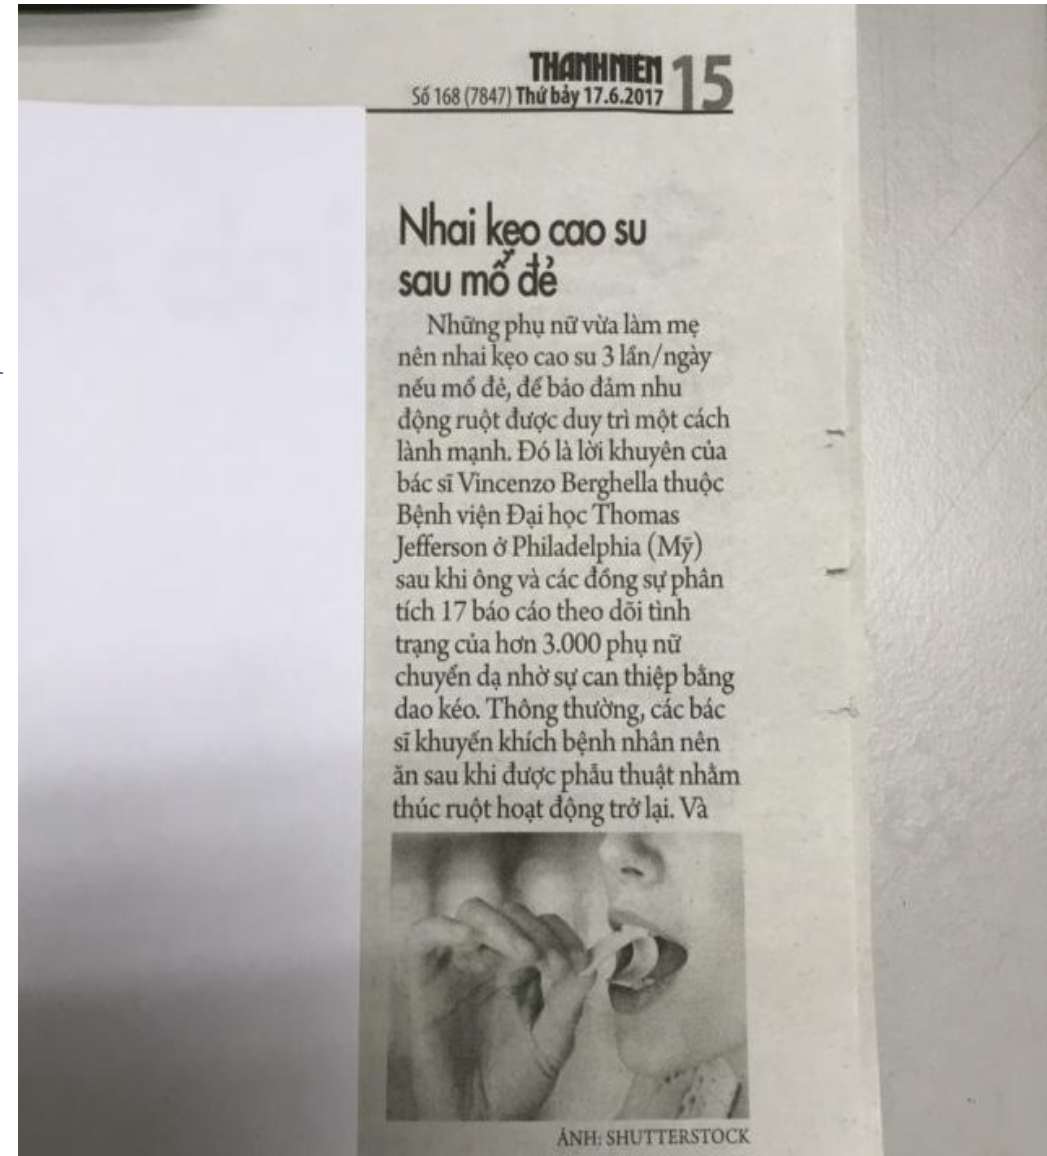 THANH NIÊN 15
Số 168 (7847) Thứ bảy 17.6.2017
Nhai kẹo cao su
sau mổ đẻ
Những phụ nữ vừa làm mẹ
nên nhai kẹo cao su 3 lần/ngày
nếu mổ đẻ, để bảo đảm nhu
động ruột được duy trì một cách
lành mạnh. Đó là lời khuyên của
bác sĩ Vincenzo Berghella thuộc
Bệnh viện Đại học Thomas
Jefferson ở Philadelphia (Mỹ)
sau khi ông và các đồng sự phân
tích 17 báo cáo theo dõi tình
trạng của hơn 3.000 phụ nữ
chuyển dạ nhờ sự can thiệp bằng
dao kéo. Thông thường, các bác
sĩ khuyến khích bệnh nhân nên
ăn sau khi được phẫu thuật nhằm
thúc ruột hoạt động trở lại. Và
ẢNH: SHUTTERSTOCK